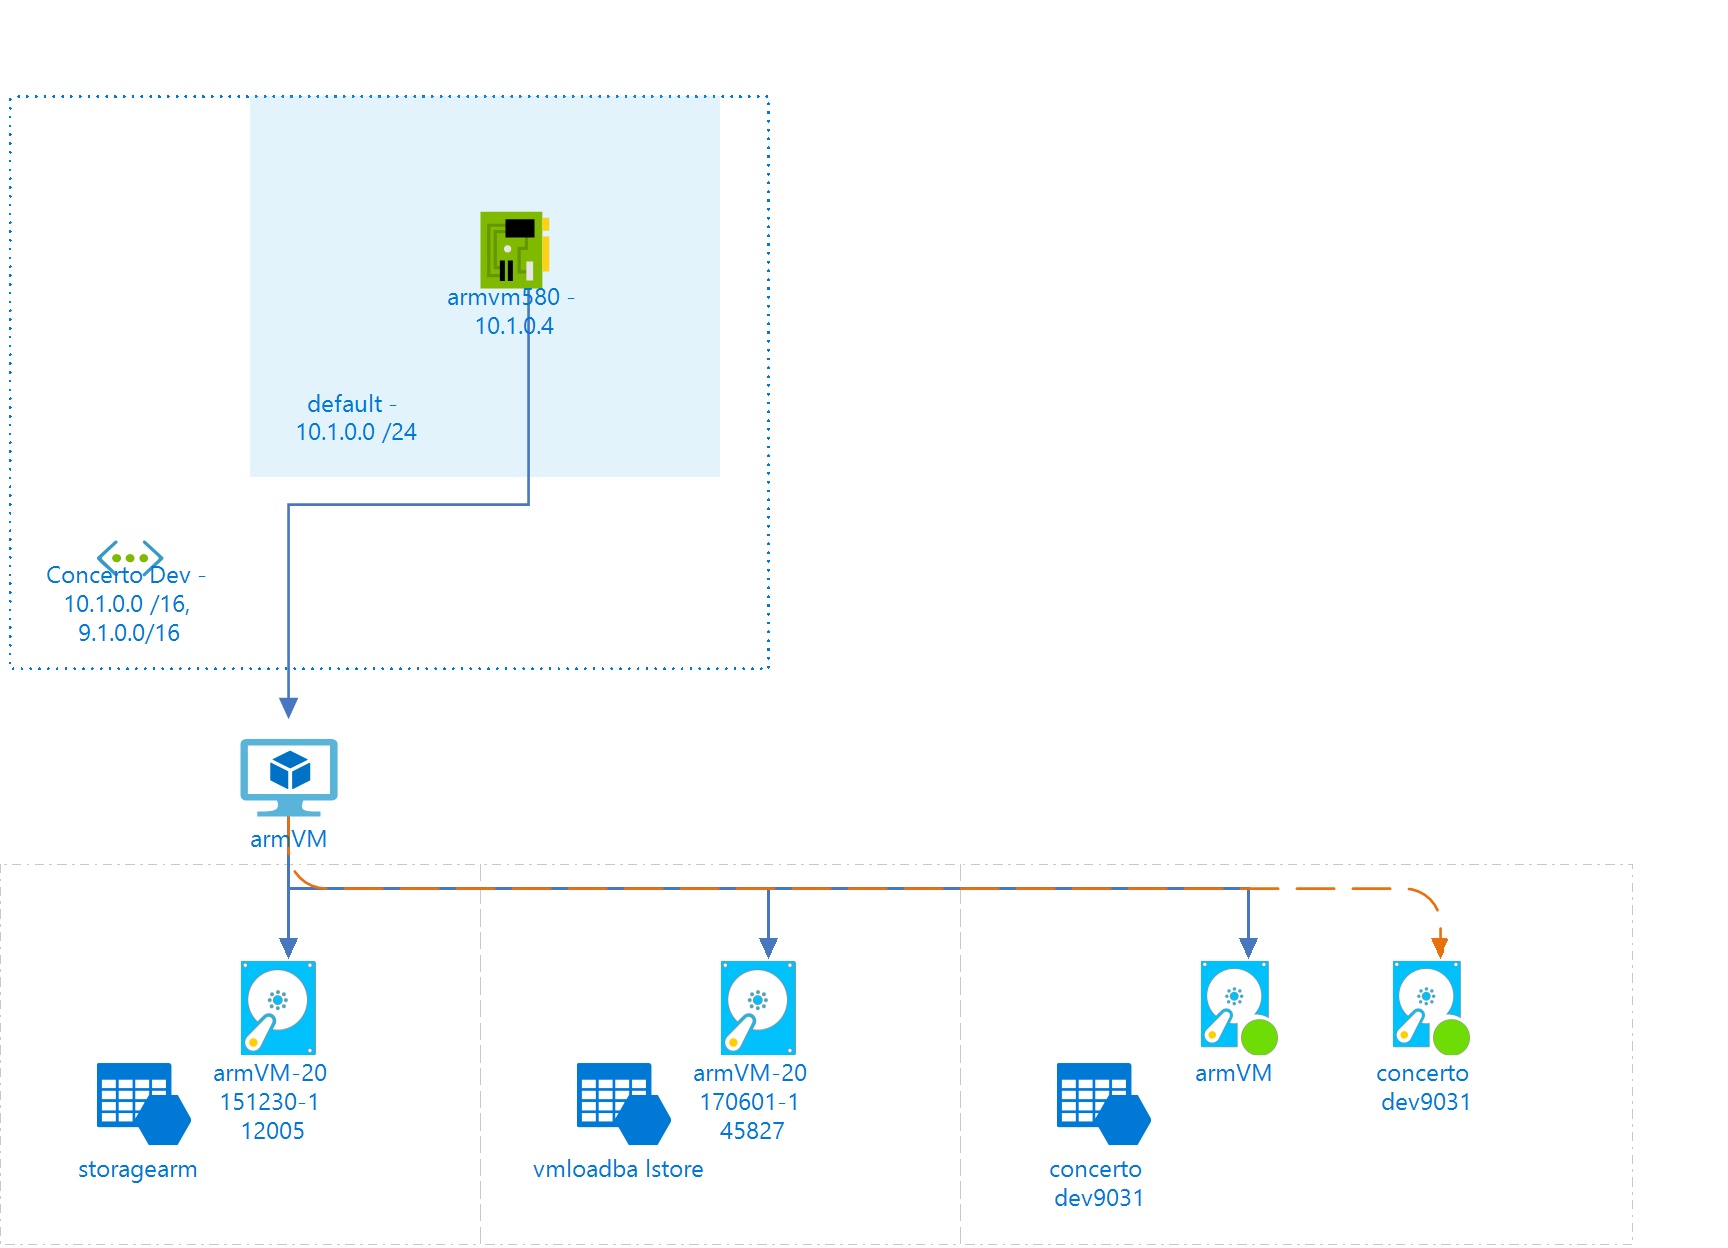 armvm580 -
10.1.0.4
default -
10.1.0.0 /24
Concerto Dev -
10.1.0.0 /16,
9.1.0.0/16
armVM
armVM-20
151230-1
12005
storagearm
armVM-20
170601-1
45827
vmloadba lstore
armVM
concerto
dev9031
concerto
dev9031